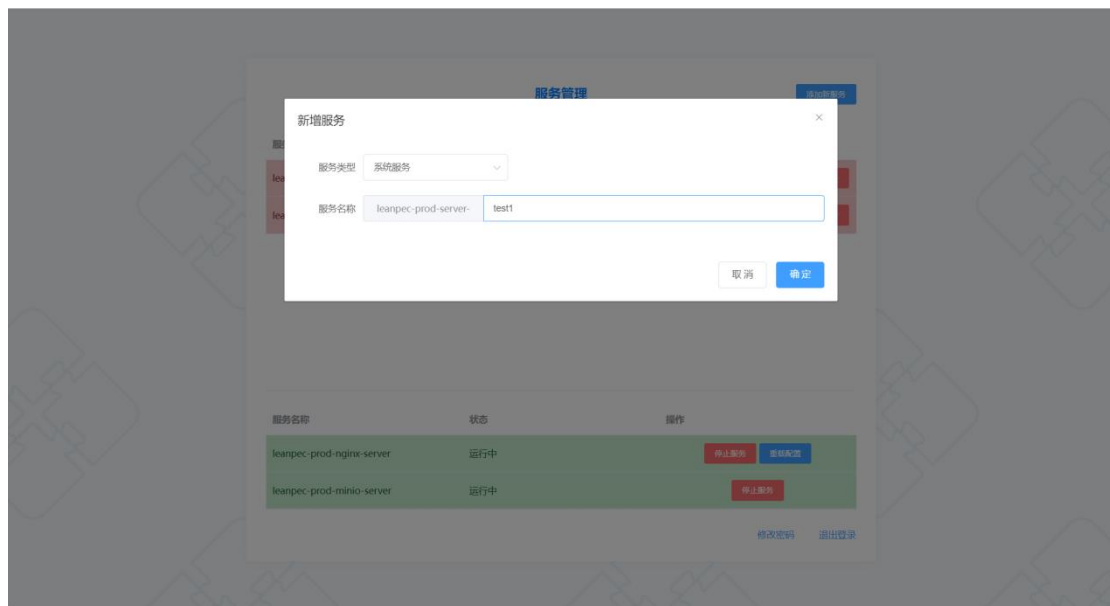 服务管理
添加新服务
新增服务
服务类型 系统服务
服务名称 leanpec-prod-server- test1
取消 确定
服务名称 状态 操作
leanpec-prod-nginx-server 运行中 停止服务 重载配置
leanpec-prod-minio-server 运行中 停止服务
修改密码 退出登录